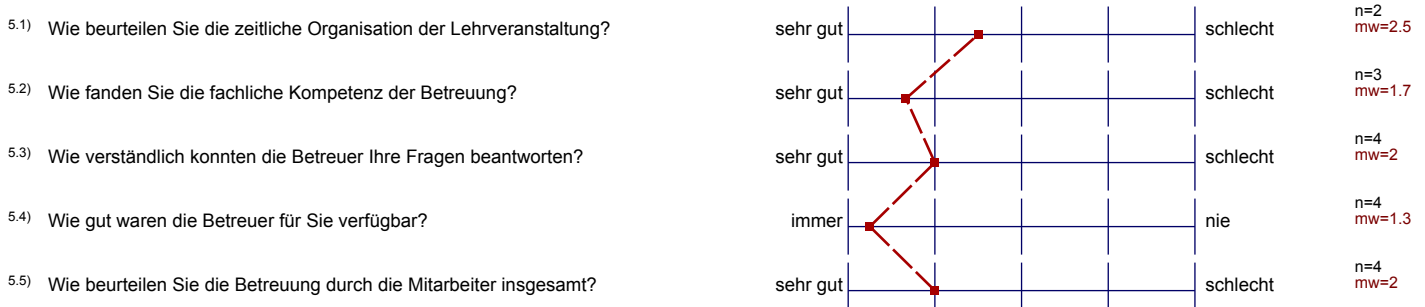 5.1) Wie beurteilen Sie die zeitliche Organisation der Lehrveranstaltung? sehr gut schlecht n=2 mw=2.5
5.2) Wie fanden Sie die fachliche Kompetenz der Betreuung? sehr gut schlecht n=3 mw=1.7
5.3) Wie verständlich konnten die Betreuer Ihre Fragen beantworten? sehr gut schlecht n=4 mw=2
5.4) Wie gut waren die Betreuer für Sie verfügbar? immer nie n=4 mw=1.3
5.5) Wie beurteilen Sie die Betreuung durch die Mitarbeiter insgesamt? sehr gut schlecht n=4 mw=2